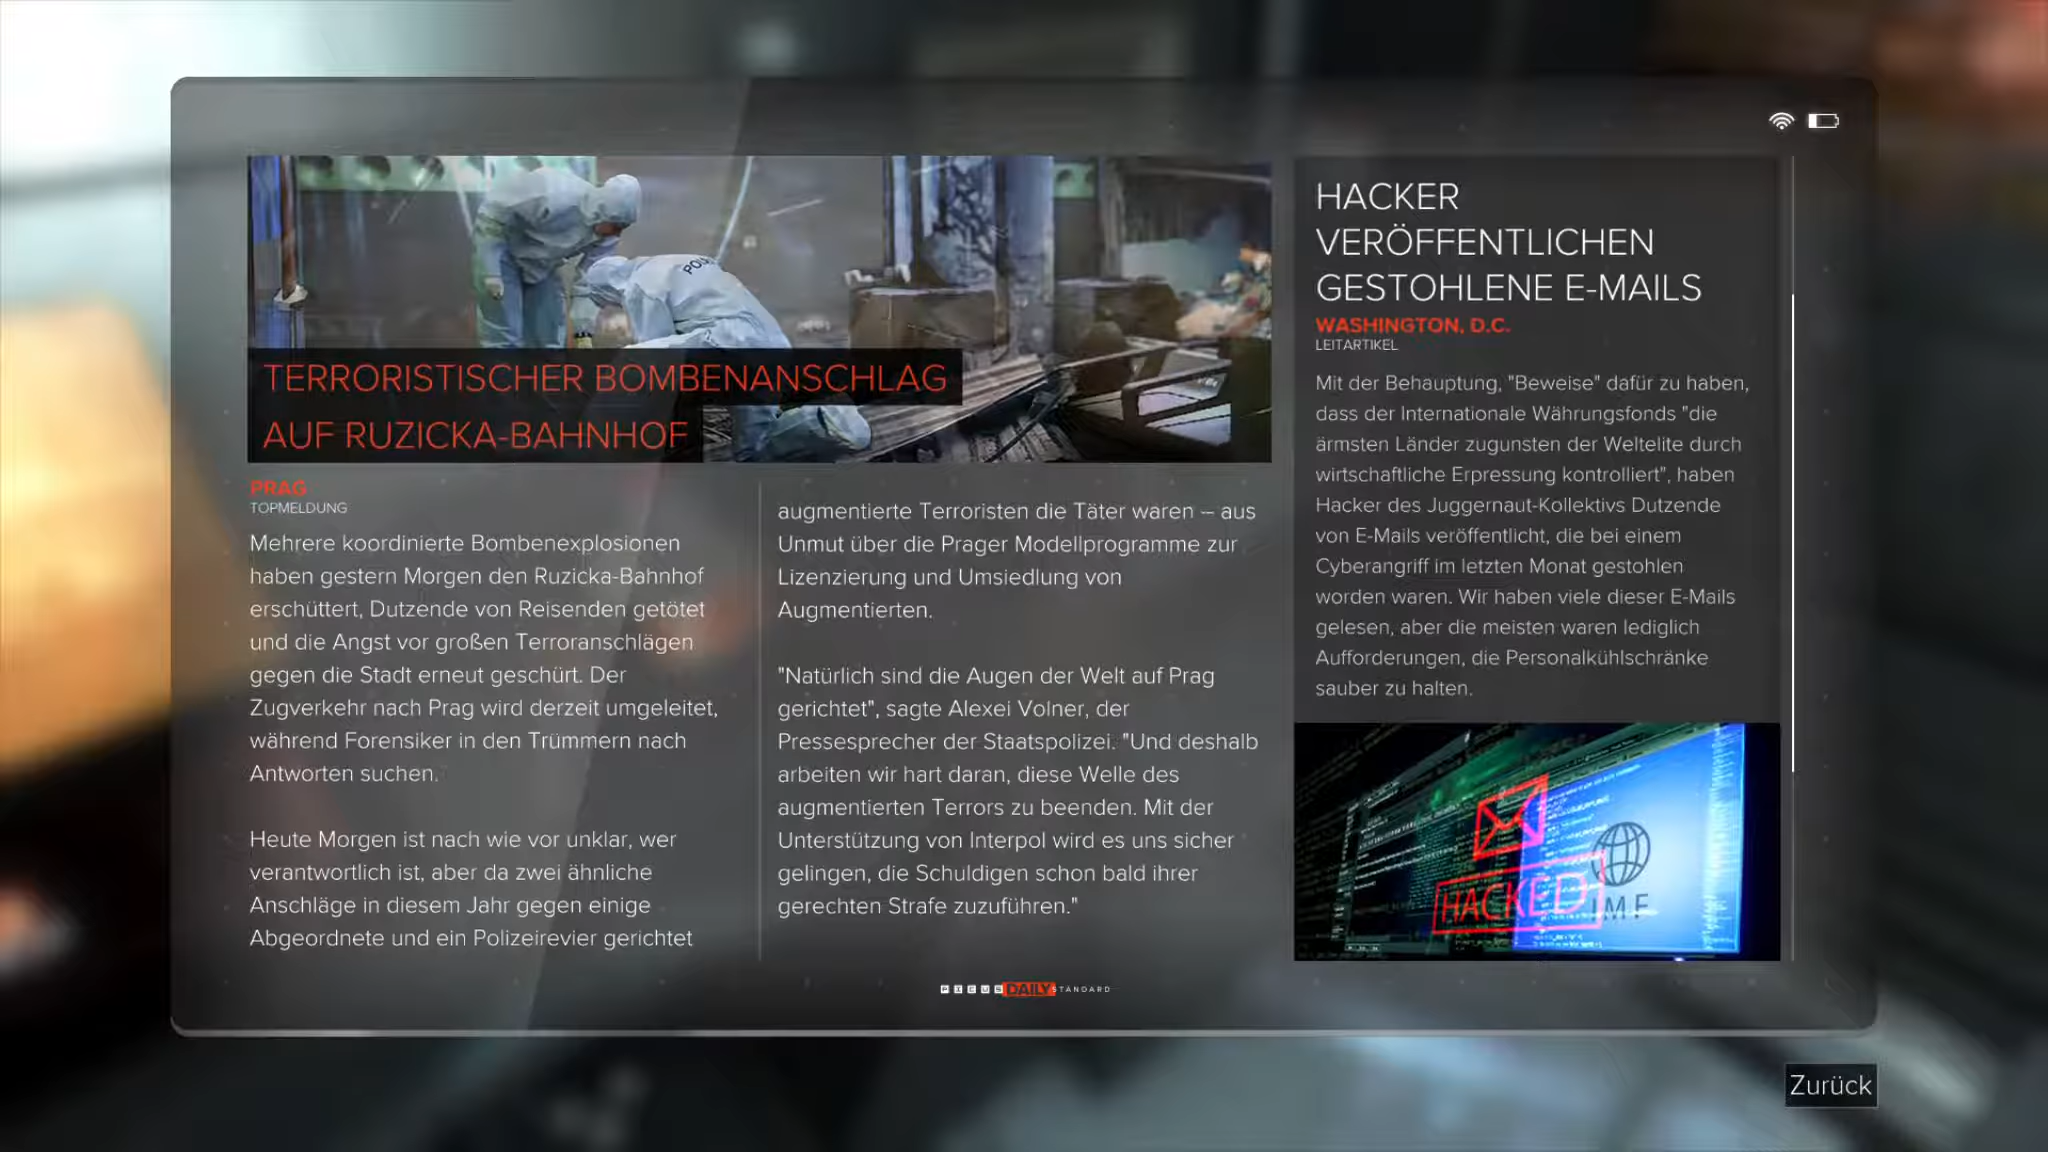 TERRORISTISCHER BOMBENANSCHLAG
AUF RUZICKA-BAHNHOF
PRAG
TOPMELDUNG
Mehrere koordinierte Bombenexplosionen
haben gestern Morgen den Ruzicka-Bahnhof
erschüttert, Dutzende von Reisenden getötet
und die Angst vor großen Terroranschlägen
gegen die Stadt erneut geschürt. Der
Zugverkehr nach Prag wird derzeit umgeleitet,
während Forensiker in den Trümmern nach
Antworten suchen.
Heute Morgen ist nach wie vor unklar, wer
verantwortlich ist, aber da zwei ähnliche
Anschläge in diesem Jahr gegen einige
Abgeordnete und ein Polizeirevier gerichtet
augmentierte Terroristen die Täter waren – aus
Unmut über die Prager Modellprogramme zur
Lizenzierung und Umsiedlung von
Augmentierten.
"Natürlich sind die Augen der Welt auf Prag
gerichtet", sagte Alexei Volner, der
Pressesprecher der Staatspolizei. "Und deshalb
arbeiten wir hart daran, diese Welle des
augmentierten Terrors zu beenden. Mit der
Unterstützung von Interpol wird es uns sicher
gelingen, die Schuldigen schon bald ihrer
gerechten Strafe zuzuführen."
HACKER
VERÖFFENTLICHEN
GESTOHLENE E-MAILS
WASHINGTON, D.C.
LEITARTIKEL
Mit der Behauptung, "Beweise" dafür zu haben,
dass der Internationale Währungsfonds "die
ärmsten Länder zugunsten der Weltelite durch
wirtschaftliche Erpressung kontrolliert", haben
Hacker des Juggernaut-Kollektivs Dutzende
von E-Mails veröffentlicht, die bei einem
Cyberangriff im letzten Monat gestohlen
worden waren. Wir haben viele dieser E-Mails
gelesen, aber die meisten waren lediglich
Aufforderungen, die Personalkühlschränke
sauber zu halten.
HACKED
IMF
PICUS DAILY STANDARD
Zurück